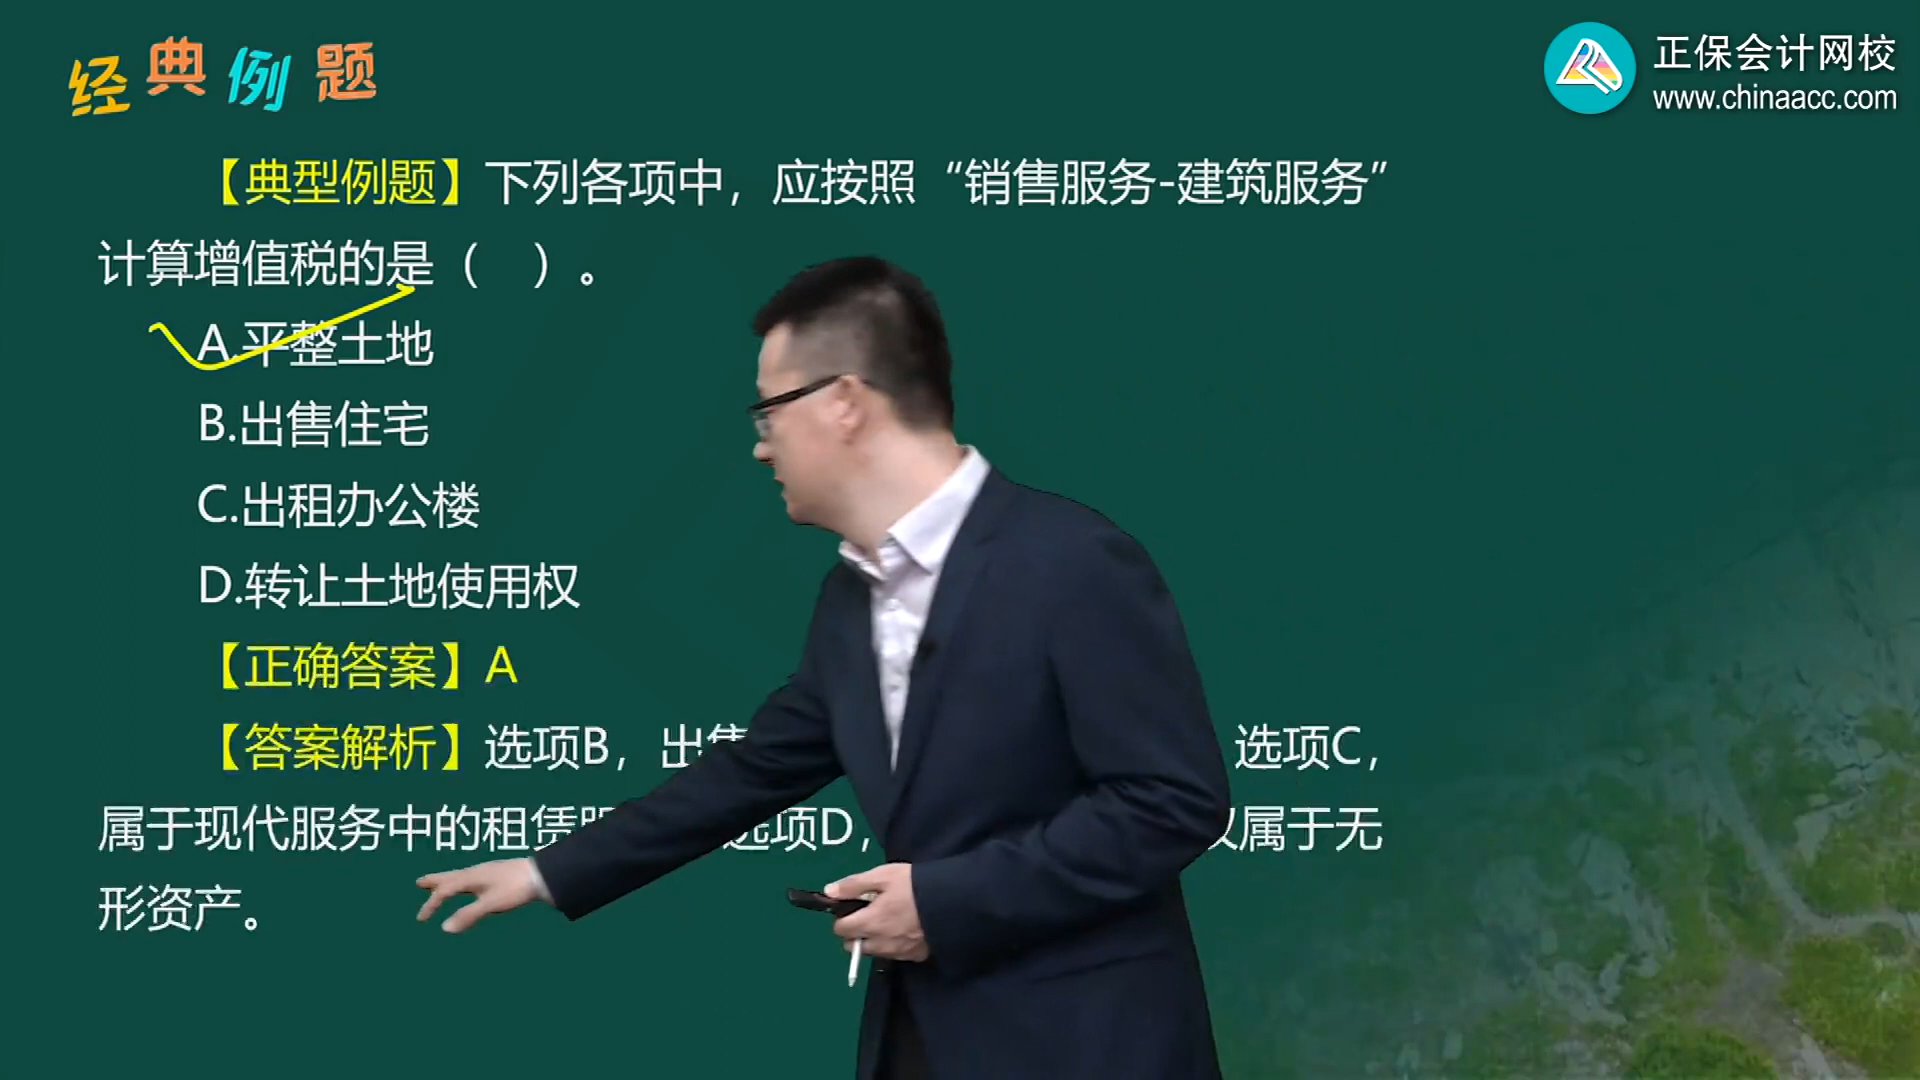 经典例题
正保会计网校
www.chinaacc.com
【典型例题】下列各项中，应按照“销售服务-建筑服务”
计算增值税的是（　）。
A.平整土地
B.出售住宅
C.出租办公楼
D.转让土地使用权
【正确答案】A
【答案解析】选项B，出售 选项C，
属于现代服务中的租赁 选项D， 属于无
形资产。